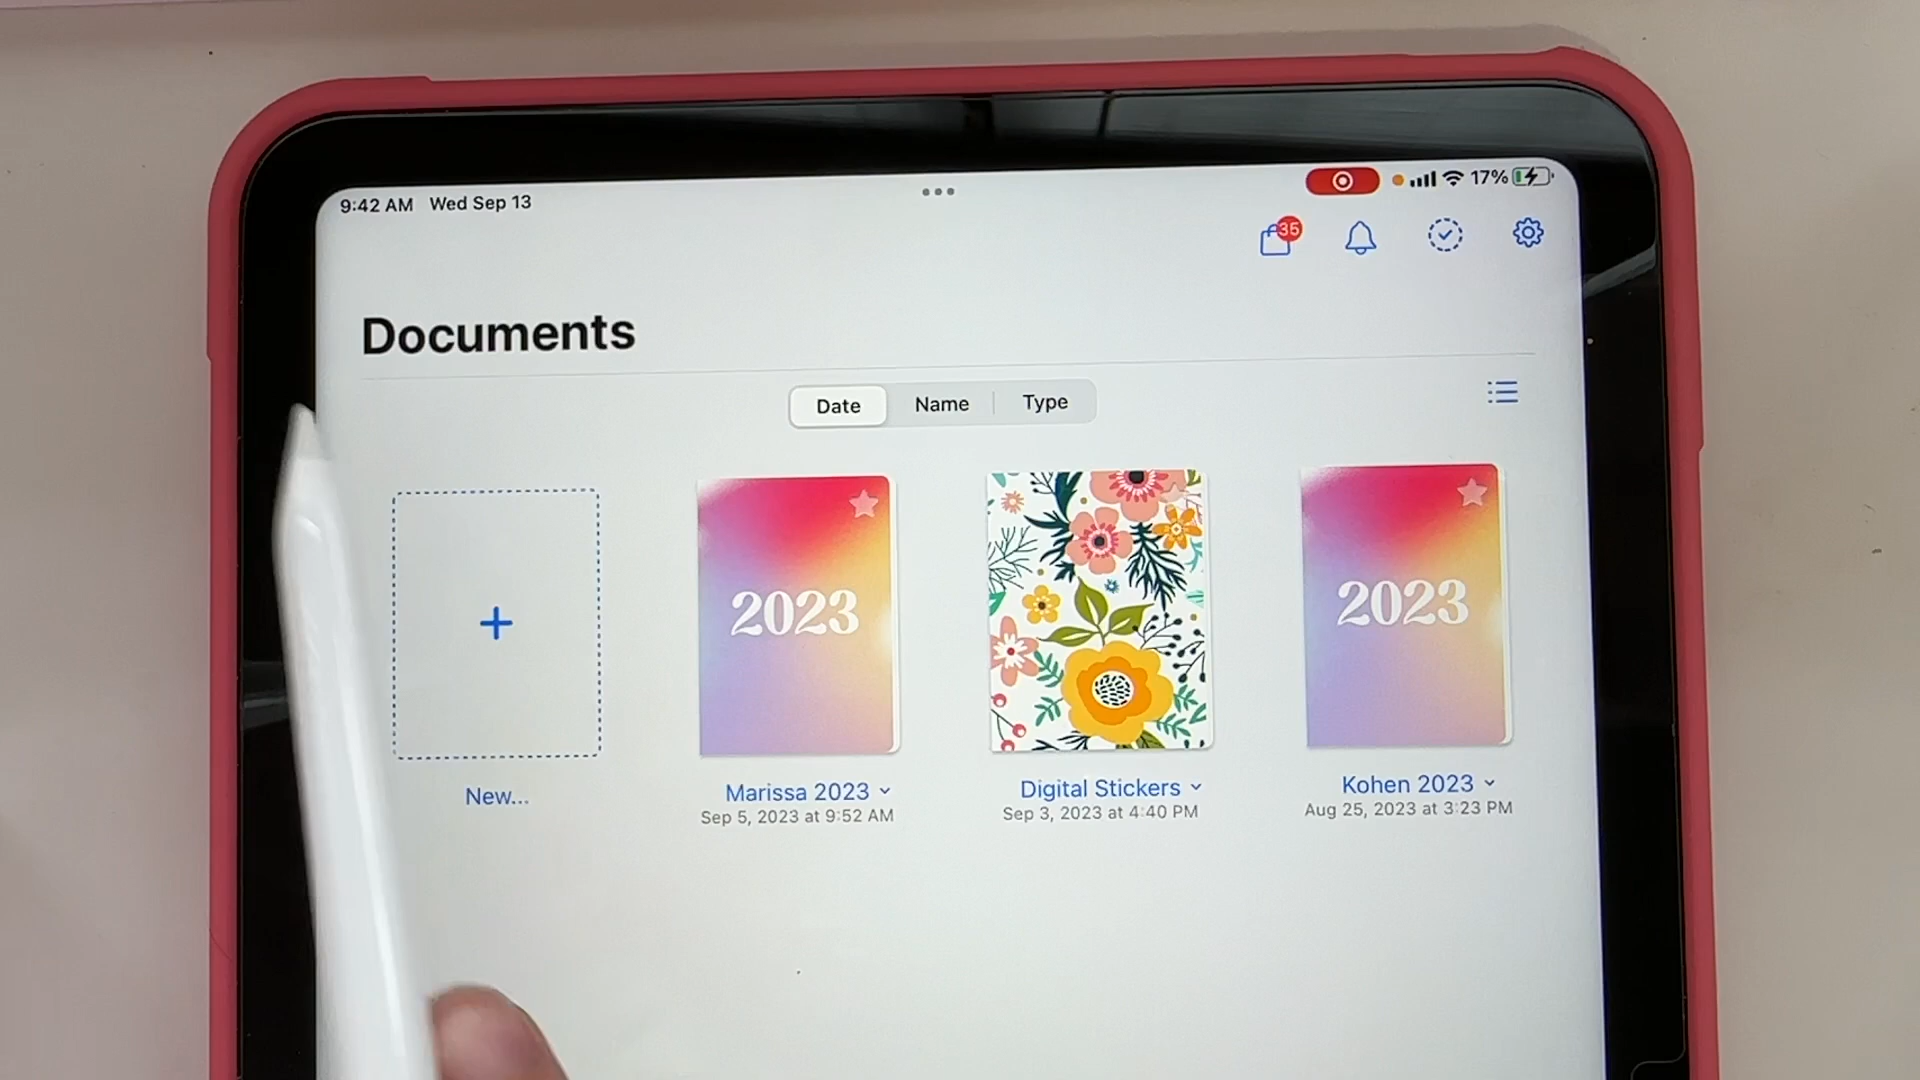 9:42 AM Wed Sep 13
17%
35
Documents
Date Name Type
2023
2023
New...
Marissa 2023
Sep 5, 2023 at 9:52 AM
Digital Stickers
Sep 3, 2023 at 4:40 PM
Kohen 2023
Aug 25, 2023 at 3:23 PM